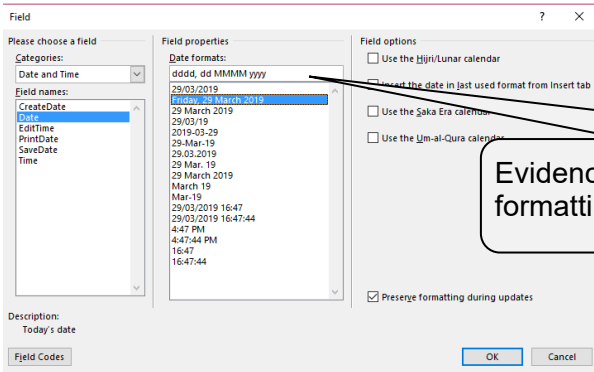 Field
? ×
Please choose a field
Categories:
Date and Time
Field names:
CreateDate
Date
EditTime
PrintDate
SaveDate
Time
Field properties
Date formats:
dddd, dd MMMM yyyy
29/03/2019
Friday, 29 March 2019
29 March 2019
29/03/19
2019-03-29
29-Mar-19
29.03.2019
29 Mar. 19
29 March 2019
March 19
Mar-19
29/03/2019 16:47
29/03/2019 16:47:44
4:47 PM
4:47:44 PM
16:47
16:47:44
Field options
Use the Hijri/Lunar calendar
Insert the date in last used format from Insert tab
Use the Saka Era calendar
Use the Um-al-Qura calendar
Evidenc
formatti
Preserve formatting during updates
Description:
Today's date
Field Codes
OK
Cancel